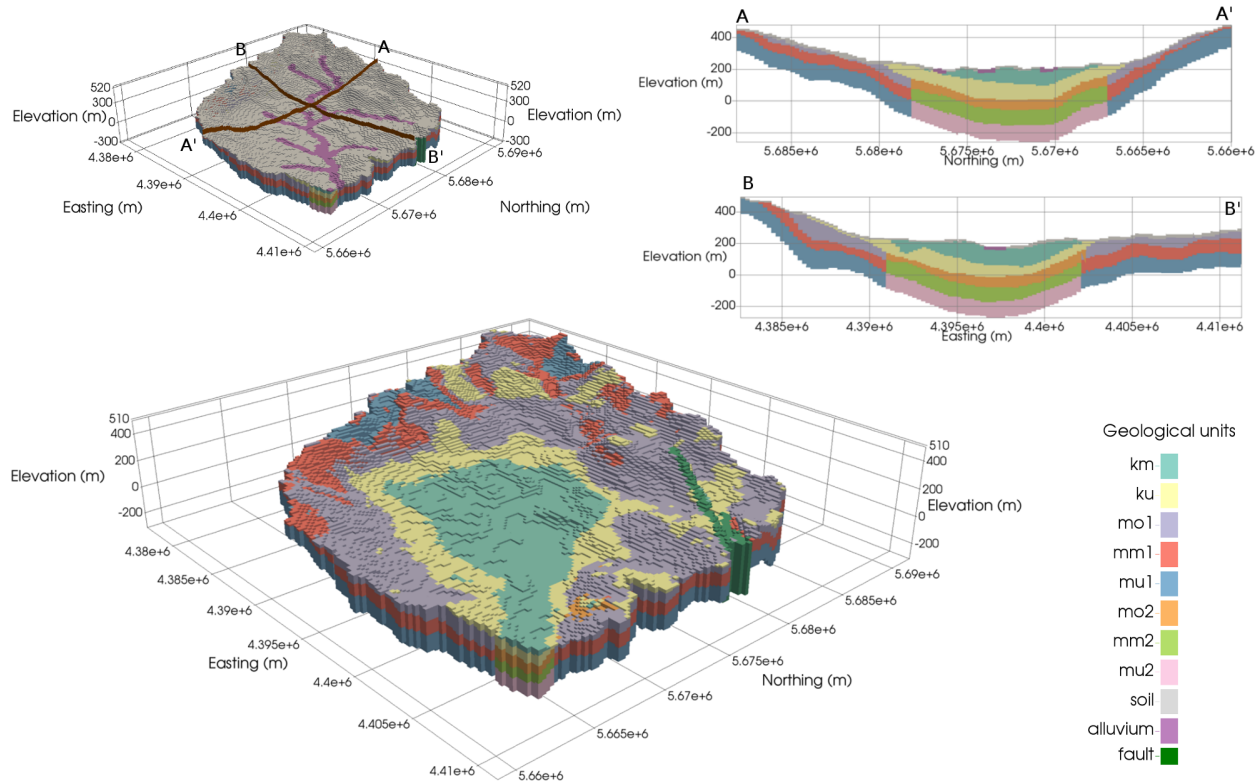 B
A
A'
B'
520
300
0
-300
Elevation (m)
520
300
0
-300
Elevation (m)
4.38e+6
4.39e+6
4.4e+6
4.41e+6
Easting (m)
5.69e+6
5.68e+6
5.67e+6
5.66e+6
Northing (m)
A
A'
400
200
0
-200
Elevation (m)
5.685e+6
5.68e+6
5.675e+6
5.67e+6
5.665e+6
5.66e+6
Northing (m)
B
B'
400
200
0
-200
Elevation (m)
4.385e+6
4.39e+6
4.395e+6
4.4e+6
4.405e+6
4.41e+6
Easting (m)
510
400
200
0
-200
Elevation (m)
510
400
200
0
-200
Elevation (m)
4.38e+6
4.385e+6
4.39e+6
4.395e+6
4.4e+6
4.405e+6
4.41e+6
Easting (m)
5.69e+6
5.685e+6
5.68e+6
5.675e+6
5.67e+6
5.665e+6
5.66e+6
Northing (m)
Geological units
km
ku
mo1
mm1
mu1
mo2
mm2
mu2
soil
alluvium
fault